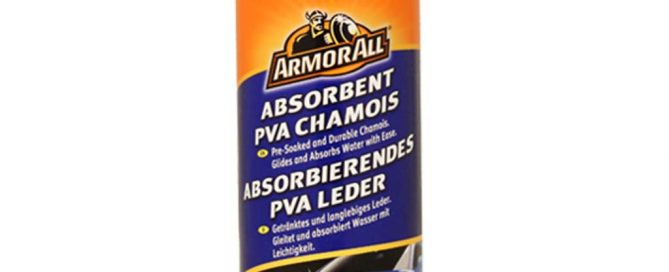 ARMORALL
ABSORBENT
PVA CHAMOIS
Pre-Soaked and Durable Chamois.
Glides and Absorbs Water with Ease.
ABSORBIERENDES
PVA LEDER
Getränktes und langlebiges Leder.
Gleitet und absorbiert Wasser mit
Leichtigkeit.